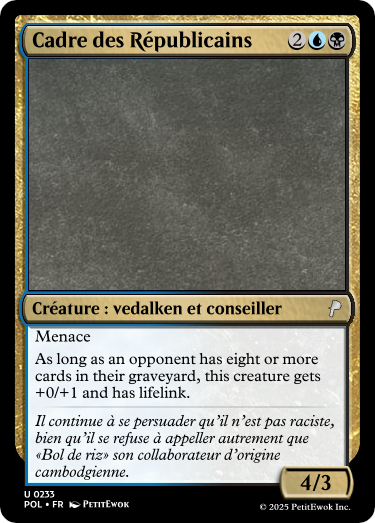 Cadre des Républicains 2
Créature : vedalken et conseiller
Menace
As long as an opponent has eight or more
cards in their graveyard, this creature gets
+0/+1 and has lifelink.
Il continue à se persuader qu'il n'est pas raciste,
bien qu'il se refuse à appeller autrement que
«Bol de riz» son collaborateur d'origine
cambodgienne.
4/3
U 0233
POL • FR PETITEWOK
© 2025 PetitEwok Inc.